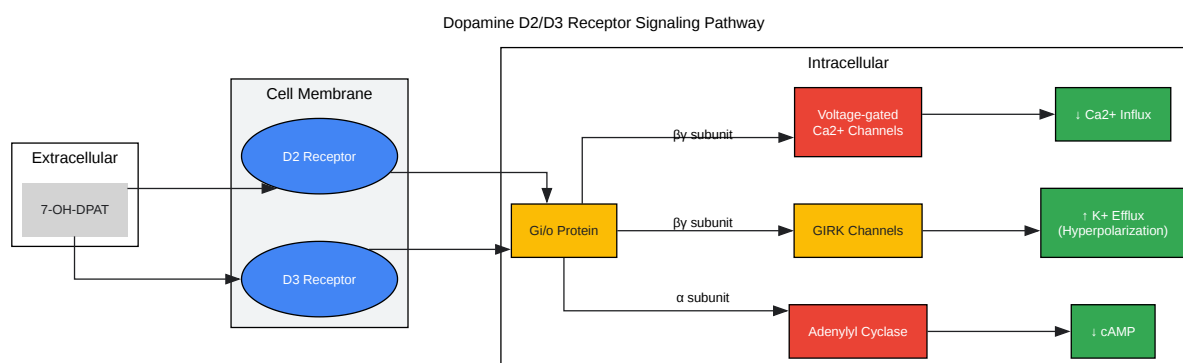 Dopamine D2/D3 Receptor Signaling Pathway
Extracellular
7-OH-DPAT
Cell Membrane
D2 Receptor
D3 Receptor
Intracellular
Gi/o Protein
βγ subunit
Voltage-gated
Ca2+ Channels
↓ Ca2+ Influx
βγ subunit
GIRK Channels
↑ K+ Efflux
(Hyperpolarization)
α subunit
Adenylyl Cyclase
↓ cAMP